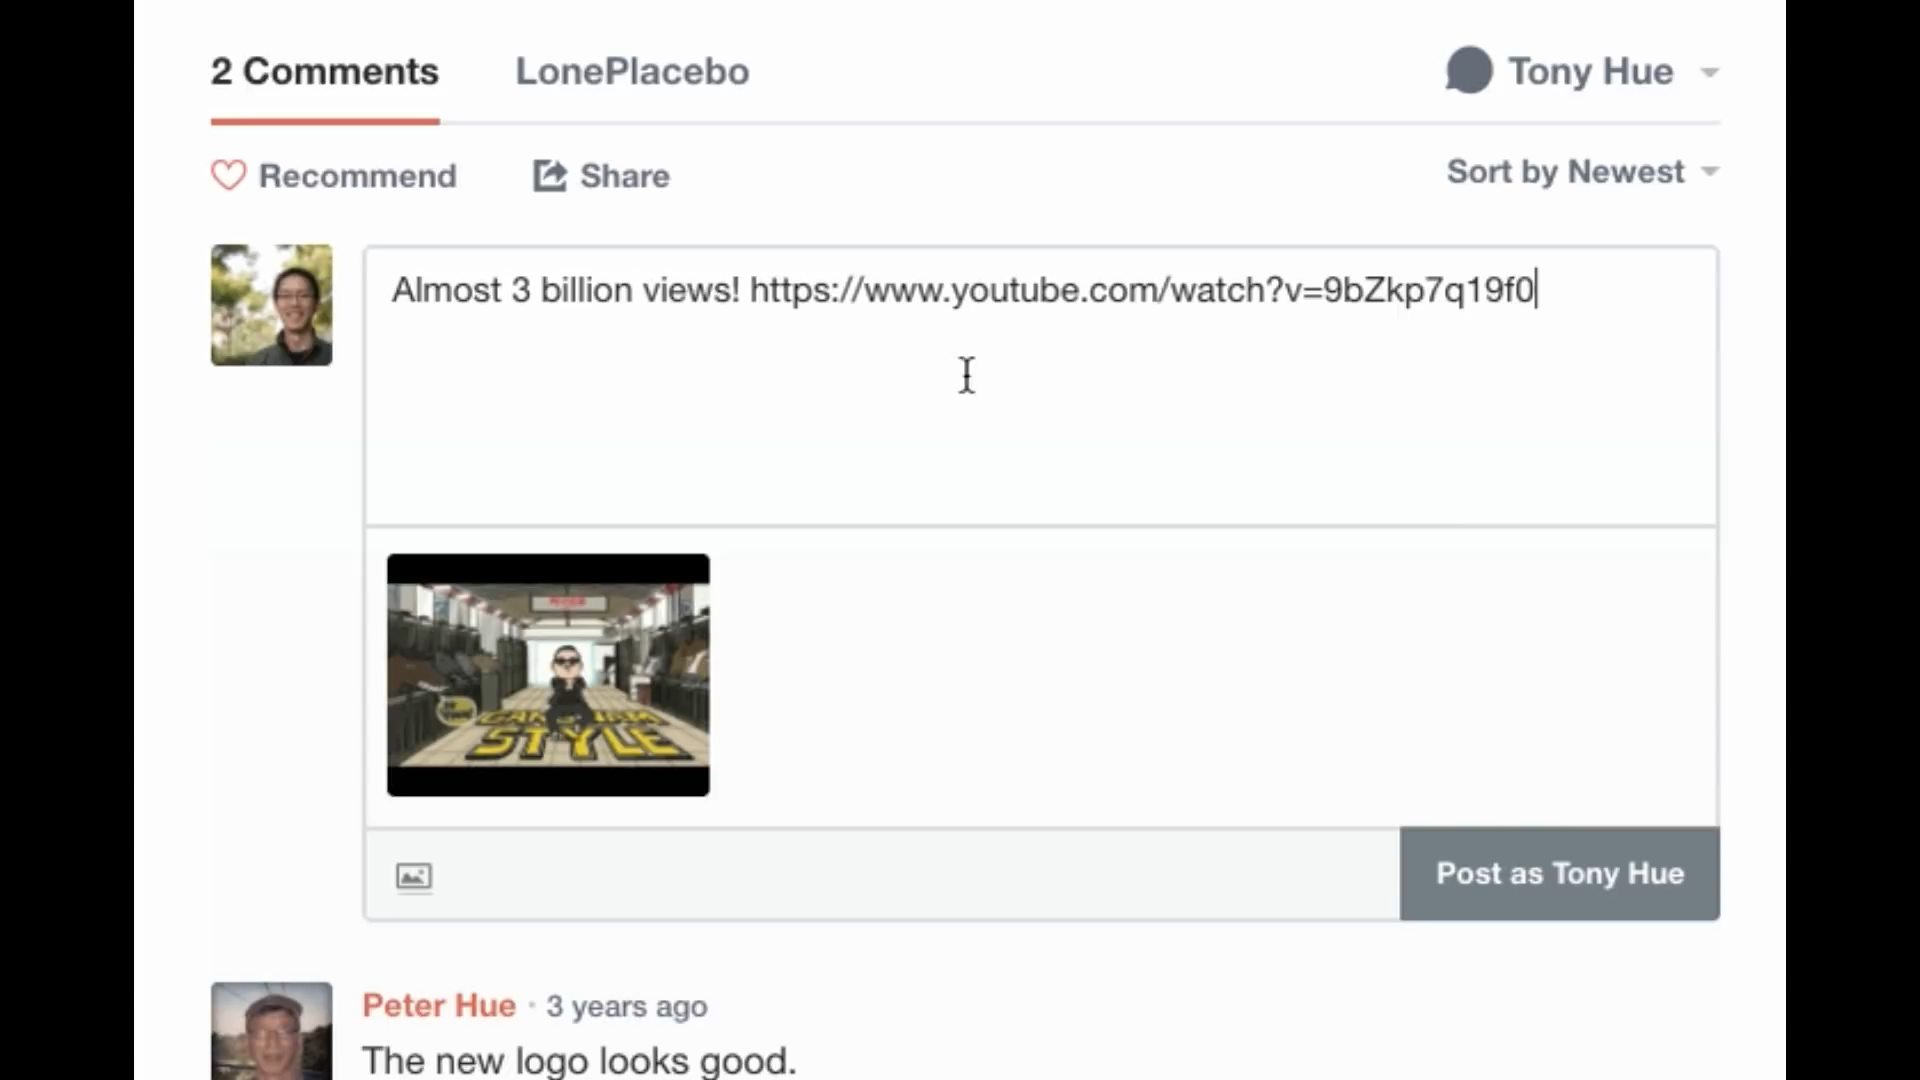 2 Comments LonePlacebo Tony Hue
Recommend Share Sort by Newest
Almost 3 billion views! https://www.youtube.com/watch?v=9bZkp7q19f0
STYLE
Post as Tony Hue
Peter Hue · 3 years ago
The new logo looks good.